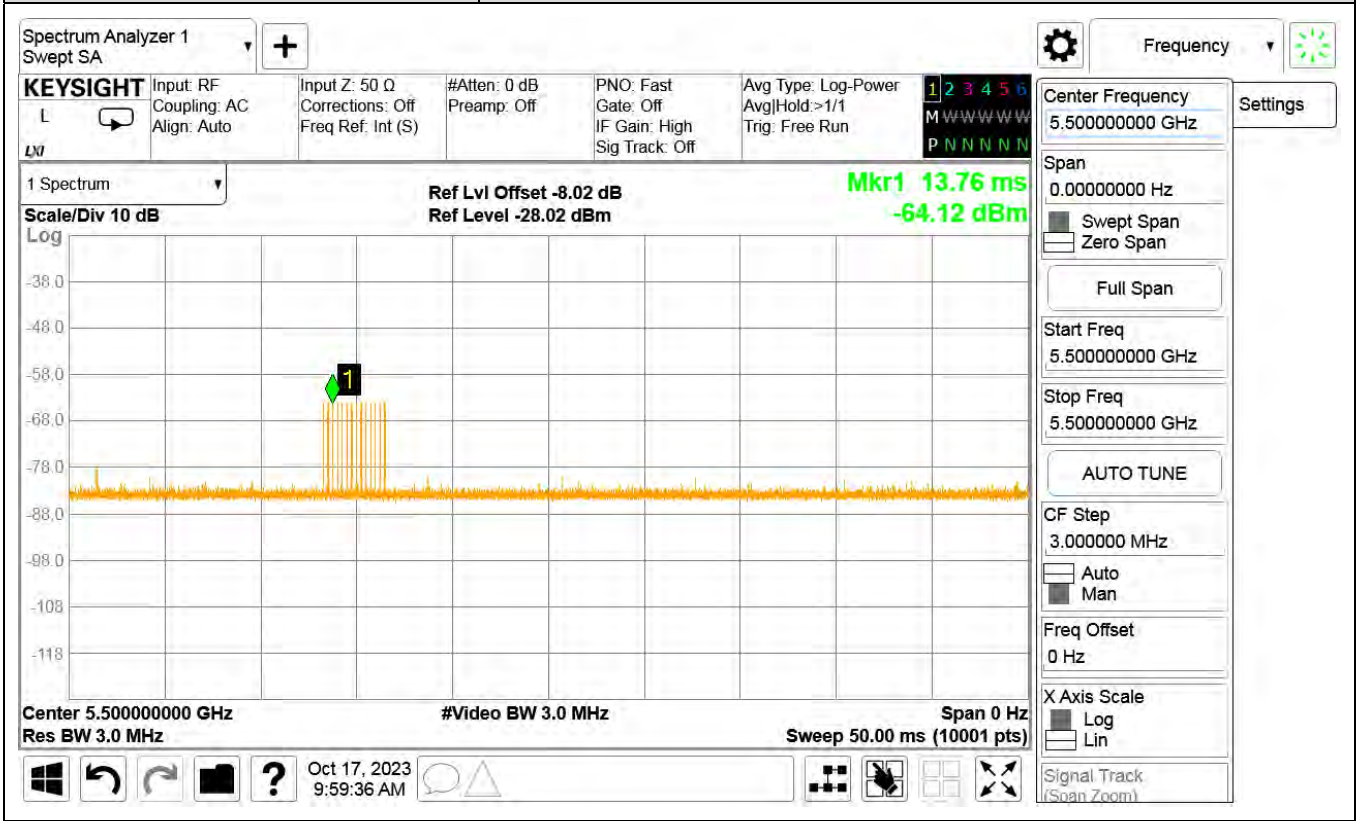 Spectrum Analyzer 1
Swept SA
+
Frequency
KEYSIGHT
L
LXI
Input: RF
Coupling: AC
Align: Auto
Input Z: 50 Ω
Corrections: Off
Freq Ref: Int (S)
#Atten: 0 dB
Preamp: Off
PNO: Fast
Gate: Off
IF Gain: High
Sig Track: Off
Avg Type: Log-Power
Avg|Hold:>1/1
Trig: Free Run
1 2 3 4 5 6
M W W W W W W
P N N N N N
Center Frequency
5.500000000 GHz
Settings
Span
0.00000000 Hz
Swept Span
Zero Span
Full Span
Start Freq
5.500000000 GHz
Stop Freq
5.500000000 GHz
AUTO TUNE
CF Step
3.000000 MHz
Auto
Man
Freq Offset
0 Hz
X Axis Scale
Log
Lin
Signal Track
(Span Zoom)
1 Spectrum
Scale/Div 10 dB
Log
Ref Lvl Offset -8.02 dB
Ref Level -28.02 dBm
Mkr1 13.76 ms
-64.12 dBm
-38.0
-48.0
-58.0
1
-68.0
-78.0
-88.0
-98.0
-108
-118
Center 5.500000000 GHz
Res BW 3.0 MHz
#Video BW 3.0 MHz
Span 0 Hz
Sweep 50.00 ms (10001 pts)
?
Oct 17, 2023
9:59:36 AM